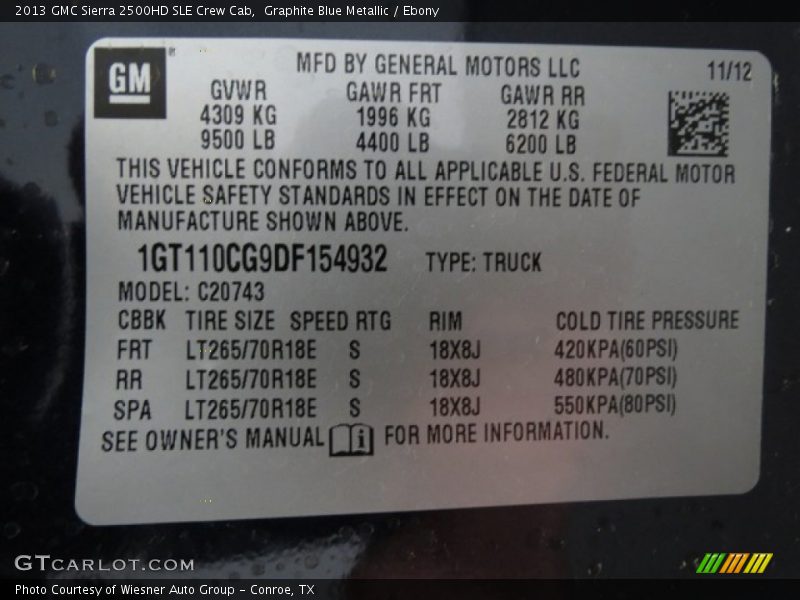 2013 GMC Sierra 2500HD SLE Crew Cab, Graphite Blue Metallic / Ebony
GM ®
MFD BY GENERAL MOTORS LLC 11/12
GVWR GAWR FRT GAWR RR
4309 KG 1996 KG 2812 KG
9500 LB 4400 LB 6200 LB
THIS VEHICLE CONFORMS TO ALL APPLICABLE U.S. FEDERAL MOTOR
VEHICLE SAFETY STANDARDS IN EFFECT ON THE DATE OF
MANUFACTURE SHOWN ABOVE.
1GT110CG9DF154932 TYPE: TRUCK
MODEL: C20743
CBBK TIRE SIZE SPEED RTG RIM COLD TIRE PRESSURE
FRT LT265/70R18E S 18X8J 420KPA(60PSI)
RR LT265/70R18E S 18X8J 480KPA(70PSI)
SPA LT265/70R18E S 18X8J 550KPA(80PSI)
SEE OWNER'S MANUAL i FOR MORE INFORMATION.
GTCARLOT.COM
Photo Courtesy of Wiesner Auto Group - Conroe, TX